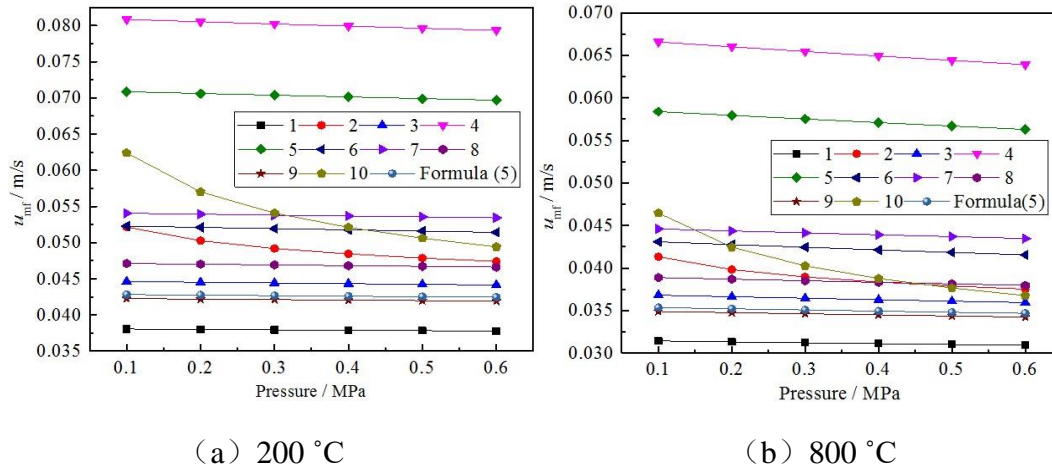 0.080
0.075
0.070
0.065
0.060
0.055
0.050
0.045
0.040
0.035
u_mf / m/s
1 2 3 4
5 6 7 8
9 10 Formula (5)
0.1 0.2 0.3 0.4 0.5 0.6
Pressure / MPa
（a）200 ˚C
0.070
0.065
0.060
0.055
0.050
0.045
0.040
0.035
0.030
u_mf / m/s
1 2 3 4
5 6 7 8
9 10 Formula(5)
0.1 0.2 0.3 0.4 0.5 0.6
Pressure / MPa
（b）800 ˚C